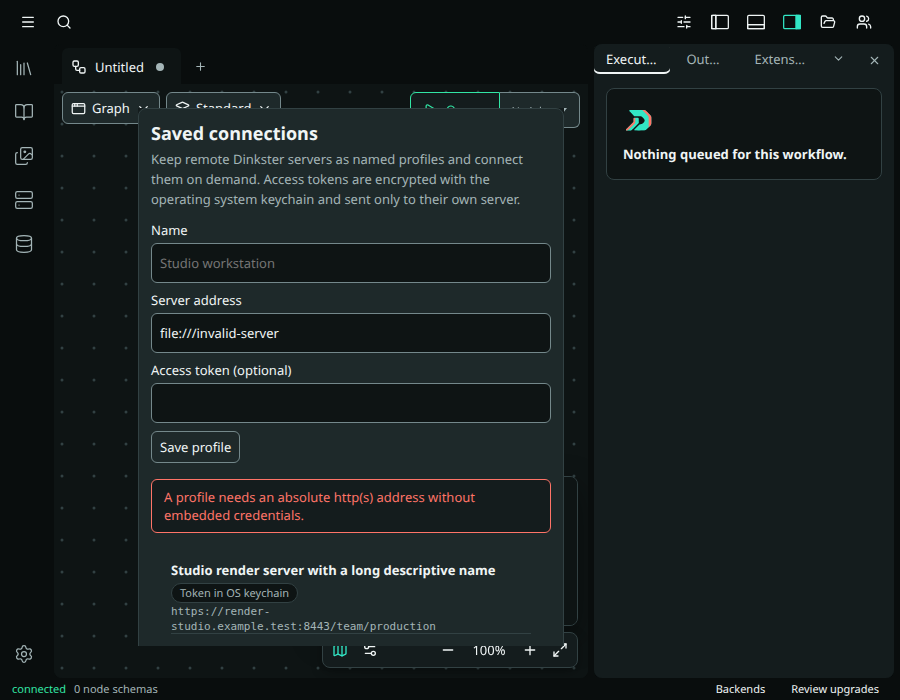 Untitled
Execut...
Out...
Extens...
Graph
Standard
Saved connections
Keep remote Dinkster servers as named profiles and connect
them on demand. Access tokens are encrypted with the
operating system keychain and sent only to their own server.
Name
Studio workstation
Server address
file:///invalid-server
Access token (optional)
Save profile
A profile needs an absolute http(s) address without
embedded credentials.
Studio render server with a long descriptive name
Token in OS keychain
https://render-
studio.example.test:8443/team/production
Nothing queued for this workflow.
100%
connected
0 node schemas
Backends
Review upgrades